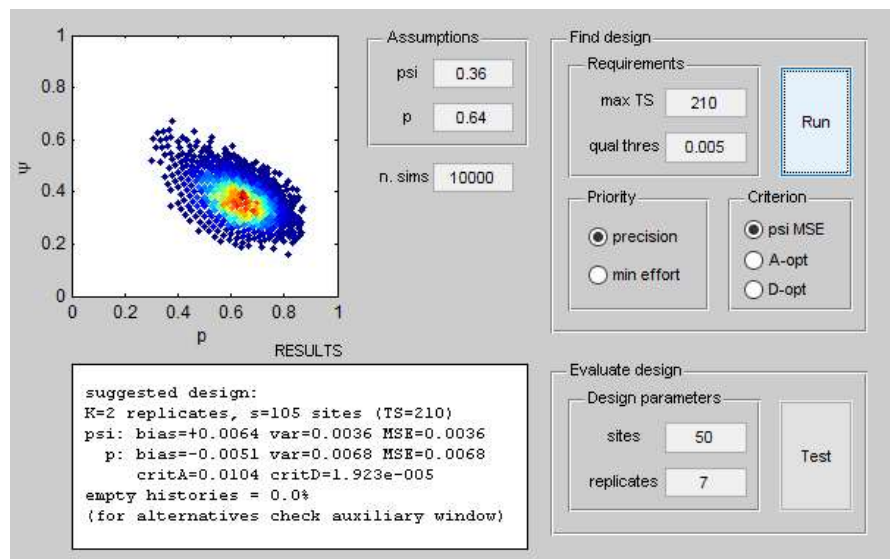 1
0.8
0.6
0.4
0.2
0
ψ
0 0.2 0.4 0.6 0.8 1
p
Assumptions
psi 0.36
p 0.64
n. sims 10000
Find design
Requirements
max TS 210
qual thres 0.005
Run
Priority
precision
min effort
Criterion
psi MSE
A-opt
D-opt
RESULTS
suggested design:
K=2 replicates, s=105 sites (TS=210)
psi: bias=+0.0064 var=0.0036 MSE=0.0036
p: bias=-0.0051 var=0.0068 MSE=0.0068
critA=0.0104 critD=1.923e-005
empty histories = 0.0%
(for alternatives check auxiliary window)
Evaluate design
Design parameters
sites 50
replicates 7
Test